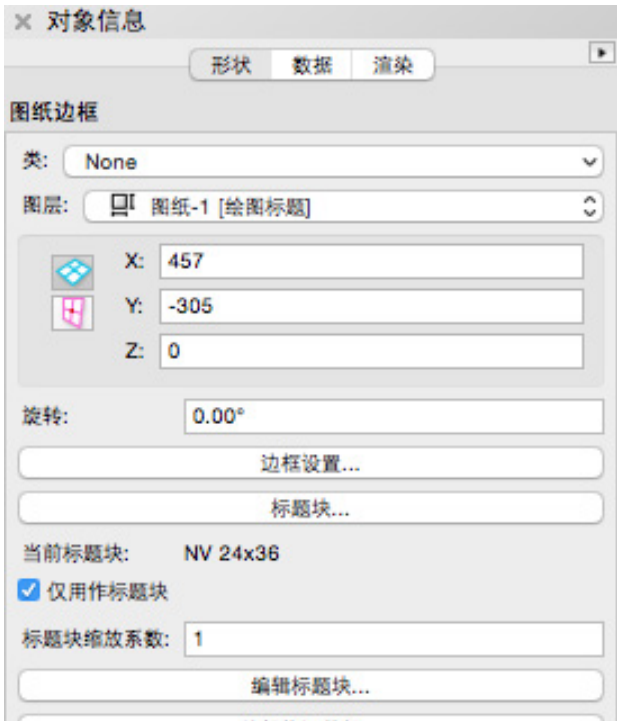 对象信息
形状 数据 渲染
图纸边框
类: None
图层: 图纸-1 [绘图标题]
X: 457
Y: -305
Z: 0
旋转: 0.00°
边框设置...
标题块...
当前标题块: NV 24x36
仅用作标题块
标题块缩放系数: 1
编辑标题块...